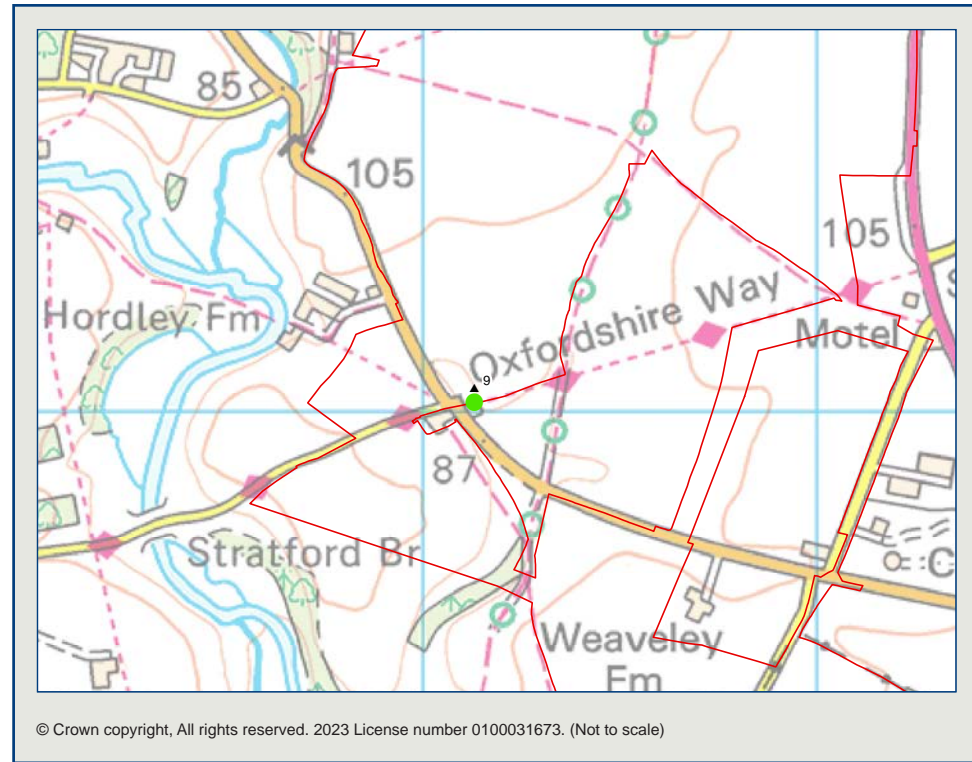 85
105
105
Hordley Fm
Oxfordshire Way
Motel
9
87
Stratford Br
Weaveley
Fm
© Crown copyright, All rights reserved. 2023 License number 0100031673. (Not to scale)